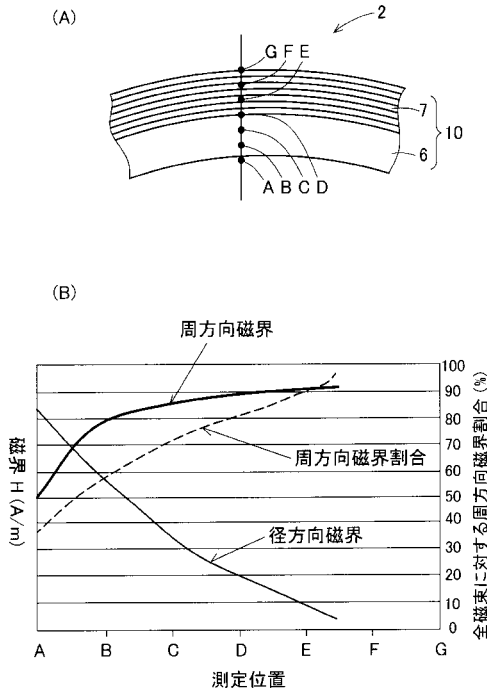 (A)
2
G F E
7
10
6
A B C D
(B)
周方向磁界
周方向磁界割合
径方向磁界
磁界 H (A/m)
100
90
80
70
60
50
40
30
20
10
0
全磁束に対する周方向磁界割合(%)
A B C D E F G
測定位置